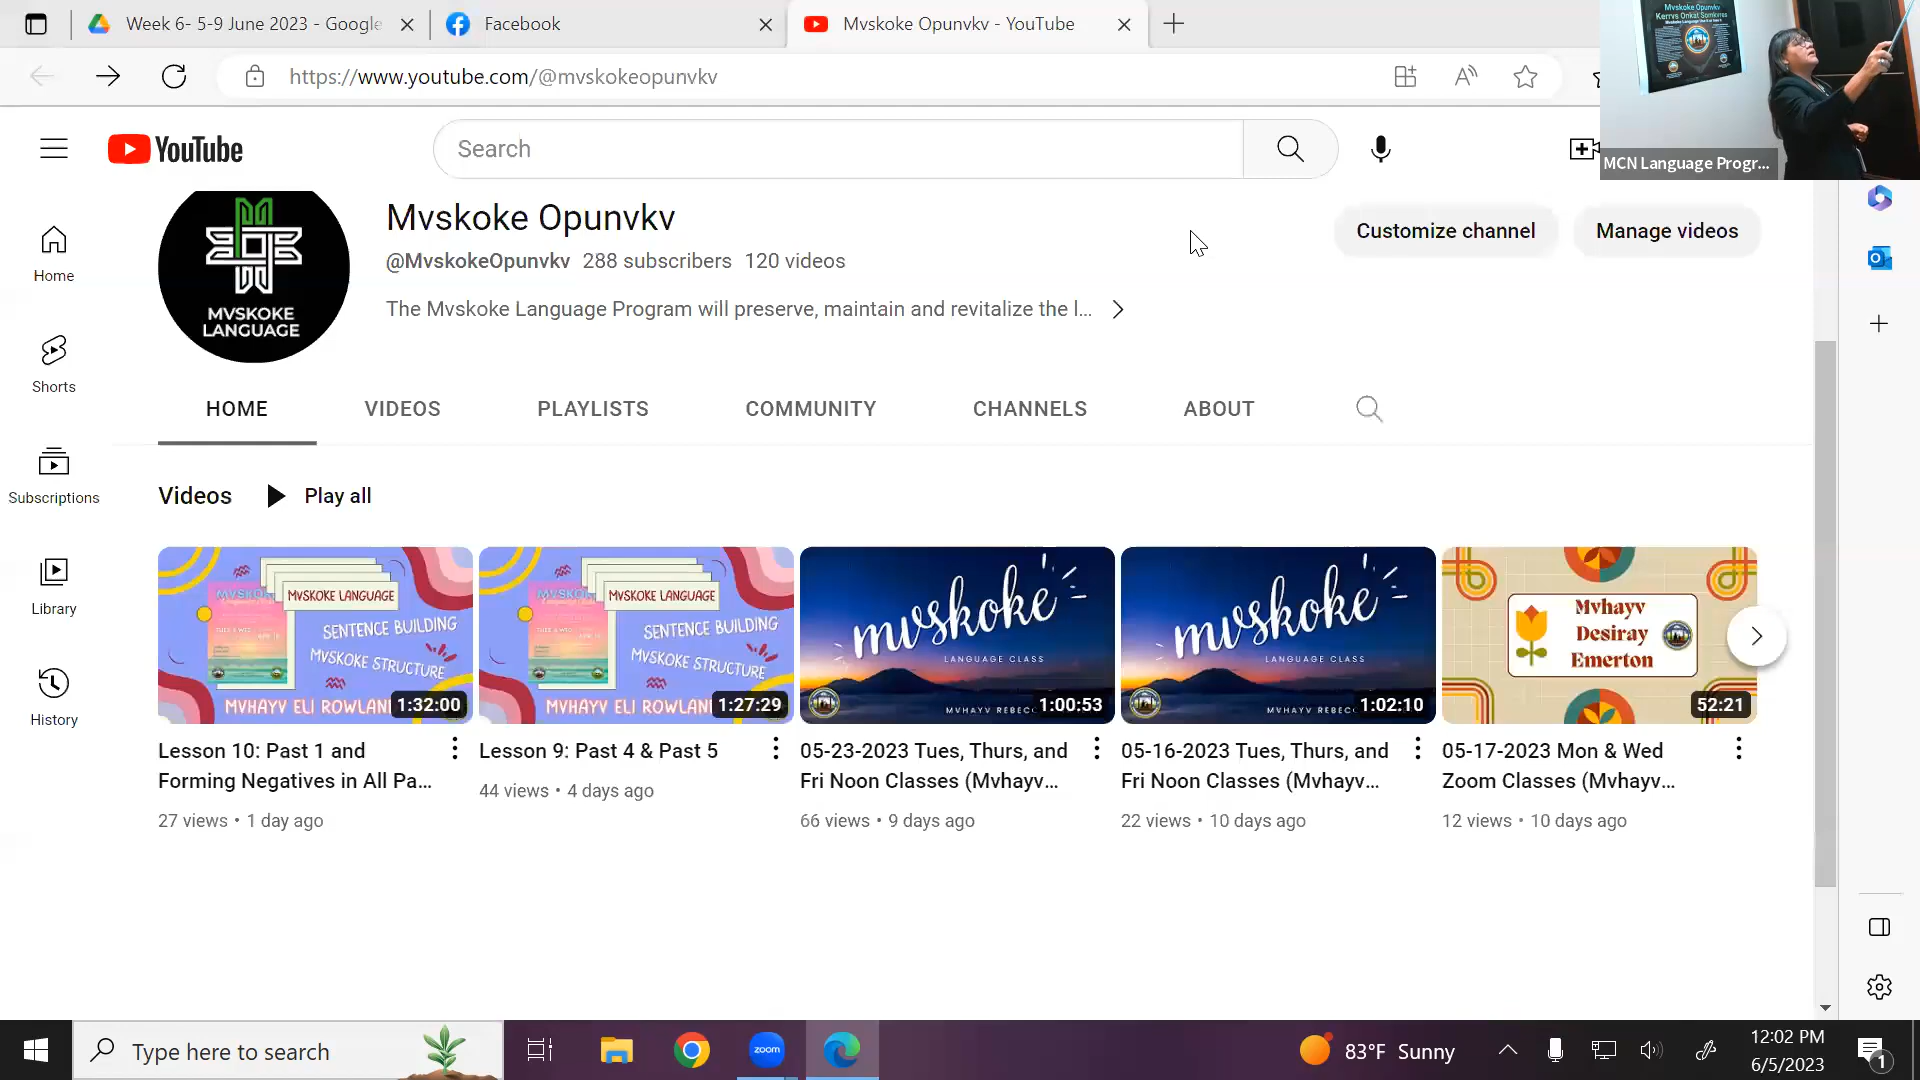 Week 6- 5-9 June 2023 - Google
Facebook
Mvskoke Opunvkv - YouTube
https://www.youtube.com/@mvskokeopunvkv
Mvskoke Opunvkv
MCN Language Progr...
YouTube
Search
MVSKOKE
LANGUAGE
Mvskoke Opunvkv
@MvskokeOpunvkv 288 subscribers 120 videos
The Mvskoke Language Program will preserve, maintain and revitalize the l...
Customize channel
Manage videos
Home
Shorts
Subscriptions
Library
History
HOME
VIDEOS
PLAYLISTS
COMMUNITY
CHANNELS
ABOUT
Videos
Play all
MVSKOKE LANGUAGE
SENTENCE BUILDING
MVSKOKE STRUCTURE
MVHAYV ELI ROWLAN
1:32:00
Lesson 10: Past 1 and
Forming Negatives in All Pa...
27 views • 1 day ago
MVSKOKE LANGUAGE
SENTENCE BUILDING
MVSKOKE STRUCTURE
MVHAYV ELI ROWLAN
1:27:29
Lesson 9: Past 4 & Past 5
44 views • 4 days ago
mvskoke
LANGUAGE CLASS
MVHAYV REBEC
1:00:53
05-23-2023 Tues, Thurs, and
Fri Noon Classes (Mvhayv...
66 views • 9 days ago
mvskoke
LANGUAGE CLASS
MVHAYV REBEC
1:02:10
05-16-2023 Tues, Thurs, and
Fri Noon Classes (Mvhayv...
22 views • 10 days ago
Mvhayv
Desiray
Emerton
52:21
05-17-2023 Mon & Wed
Zoom Classes (Mvhayv...
12 views • 10 days ago
Type here to search
zoom
83°F Sunny
12:02 PM
6/5/2023
1